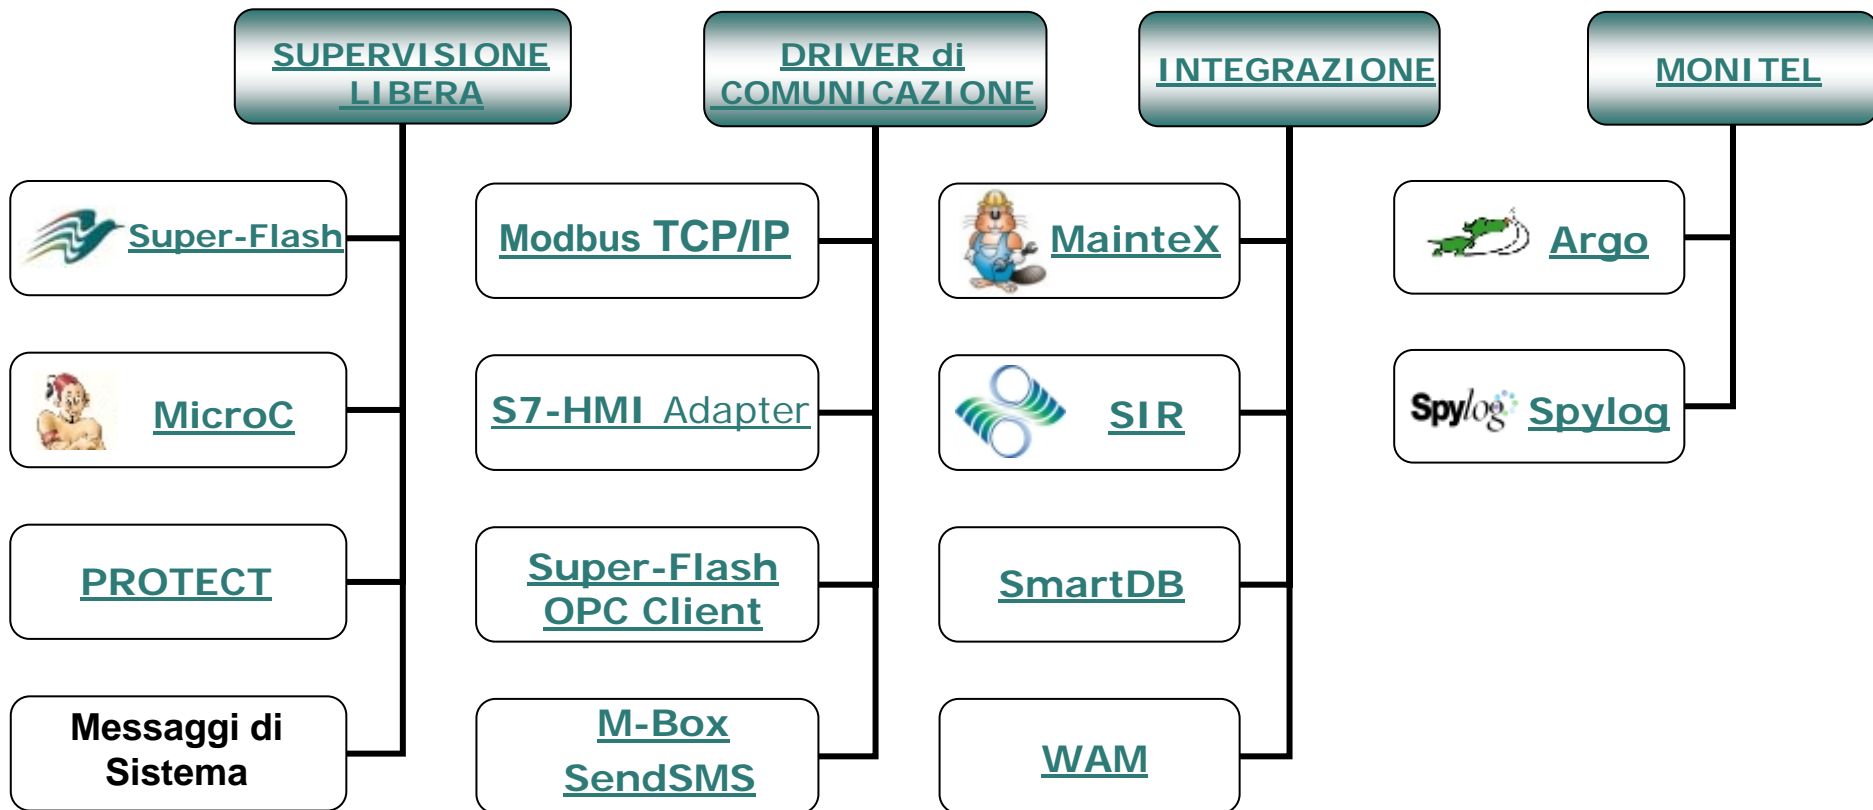 SUPERVISIONE
LIBERA
Super-Flash
MicroC
PROTECT
Messaggi di
Sistema
DRIVER di
COMUNICAZIONE
Modbus TCP/IP
S7-HMI Adapter
Super-Flash
OPC Client
M-Box
SendSMS
INTEGRAZIONE
MainteX
SIR
SmartDB
WAM
MONITEL
Argo
Spylog Spylog